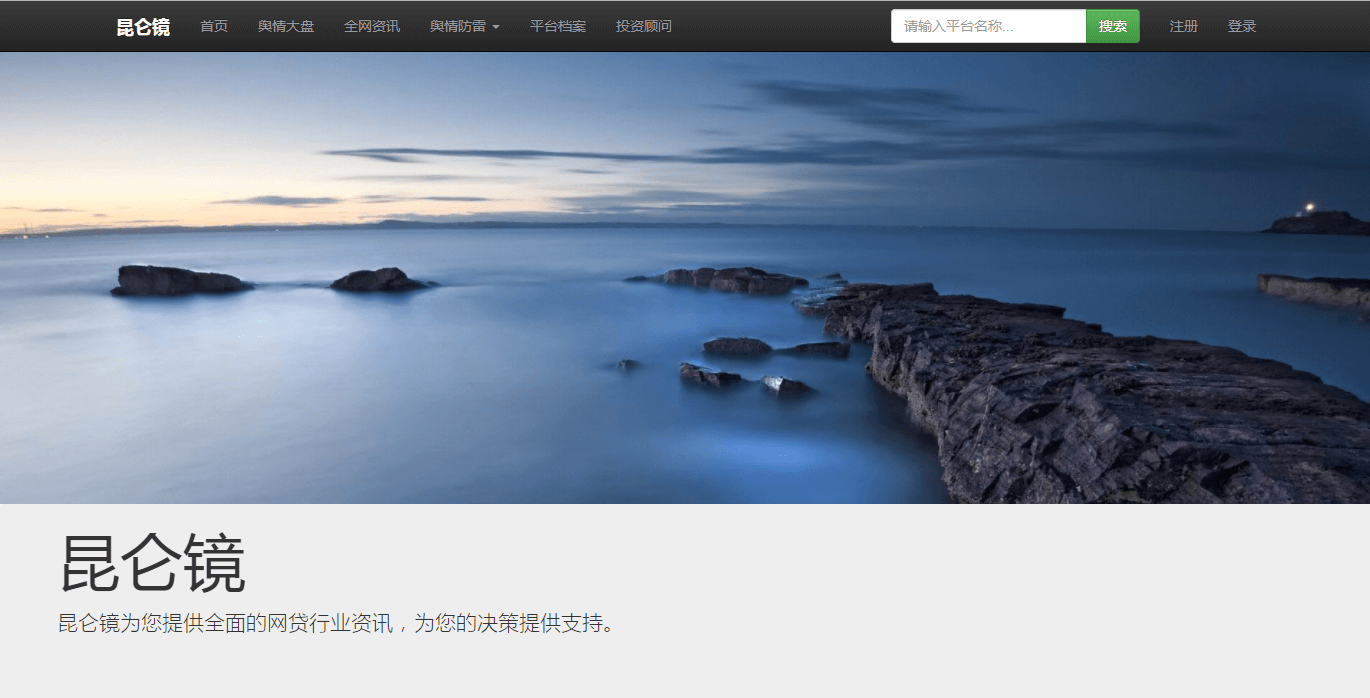 昆仑镜 首页 舆情大盘 全网资讯 舆情防雷 平台档案 投资顾问 请输入平台名称... 搜索 注册 登录
昆仑镜
昆仑镜为您提供全面的网贷行业资讯，为您的决策提供支持。